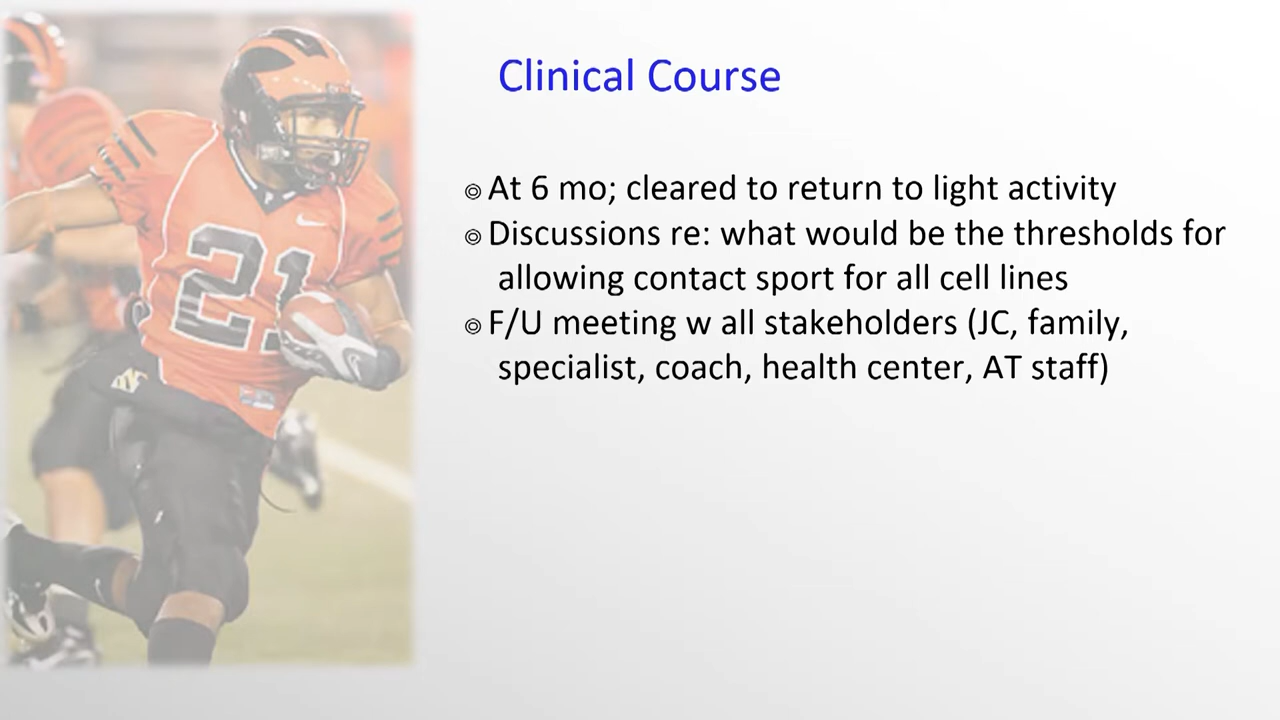 Clinical Course
At 6 mo; cleared to return to light activity
Discussions re: what would be the thresholds for
allowing contact sport for all cell lines
F/U meeting w all stakeholders (JC, family,
specialist, coach, health center, AT staff)
21